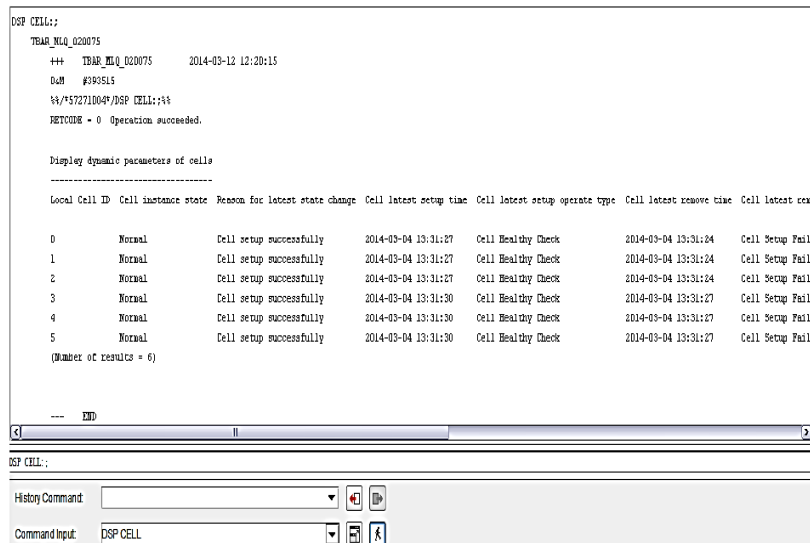 DSP CELL:;
TBAR_MLQ_020075
+++ TBAR_MLQ_020075 2014-03-12 12:20:15
O&M #393515
%%/*57271004*/DSP CELL:;%%
RETCODE = 0 Operation succeeded.
Display dynamic parameters of cells
-----------------------------------
Local Cell ID Cell instance state Reason for latest state change Cell latest setup time Cell latest setup operate type Cell latest remove time Cell latest rem
0 Normal Cell setup successfully 2014-03-04 13:31:27 Cell Healthy Check 2014-03-04 13:31:24 Cell Setup Fail
1 Normal Cell setup successfully 2014-03-04 13:31:27 Cell Healthy Check 2014-03-04 13:31:24 Cell Setup Fail
2 Normal Cell setup successfully 2014-03-04 13:31:27 Cell Healthy Check 2014-03-04 13:31:24 Cell Setup Fail
3 Normal Cell setup successfully 2014-03-04 13:31:30 Cell Healthy Check 2014-03-04 13:31:27 Cell Setup Fail
4 Normal Cell setup successfully 2014-03-04 13:31:30 Cell Healthy Check 2014-03-04 13:31:27 Cell Setup Fail
5 Normal Cell setup successfully 2014-03-04 13:31:30 Cell Healthy Check 2014-03-04 13:31:27 Cell Setup Fail
(Number of results = 6)
--- END
DSP CELL:;
History Command:
Command Input: DSP CELL